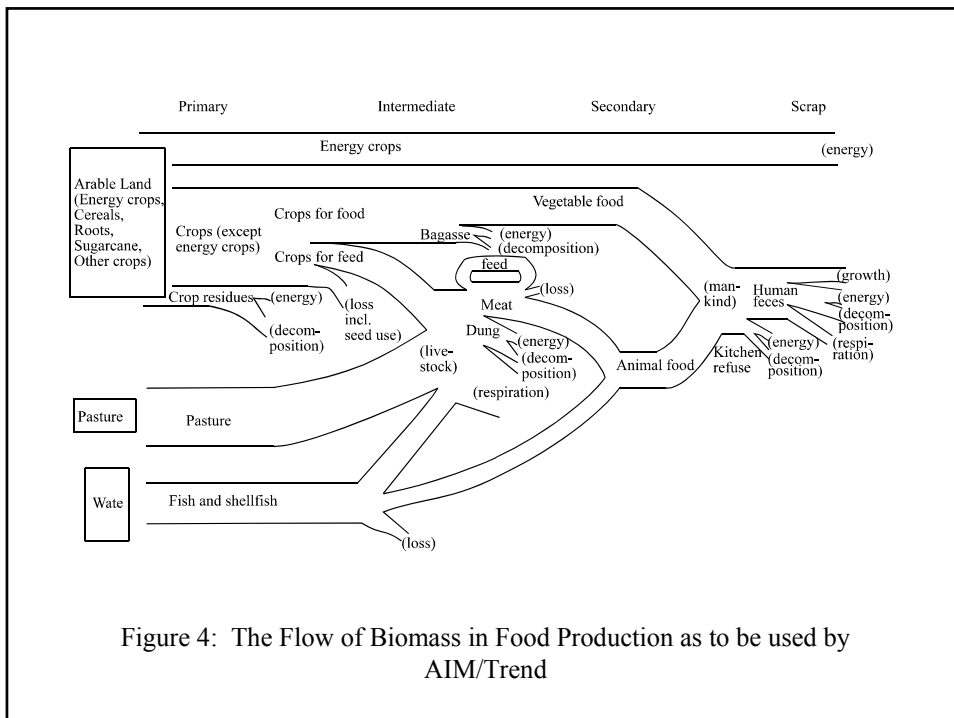 Primary Intermediate Secondary Scrap
Energy crops (energy)
Arable Land
(Energy crops,
Cereals,
Roots,
Sugarcane,
Other crops)
Crops (except
energy crops)
Crops for food
Crops for feed
Vegetable food
Bagasse
(energy)
(decomposition)
feed
(loss)
Meat
Crop residues
(energy)
(decom-
position)
(loss
incl.
seed use)
Dung
(energy)
(decom-
position)
(live-
stock)
(respiration)
(man-
kind)
Human
feces
(growth)
(energy)
(decom-
position)
(respi-
ration)
Kitchen
refuse
(energy)
(decom-
position)
Animal food
Pasture
Pasture
Wate
Fish and shellfish
(loss)
Figure 4: The Flow of Biomass in Food Production as to be used by
AIM/Trend